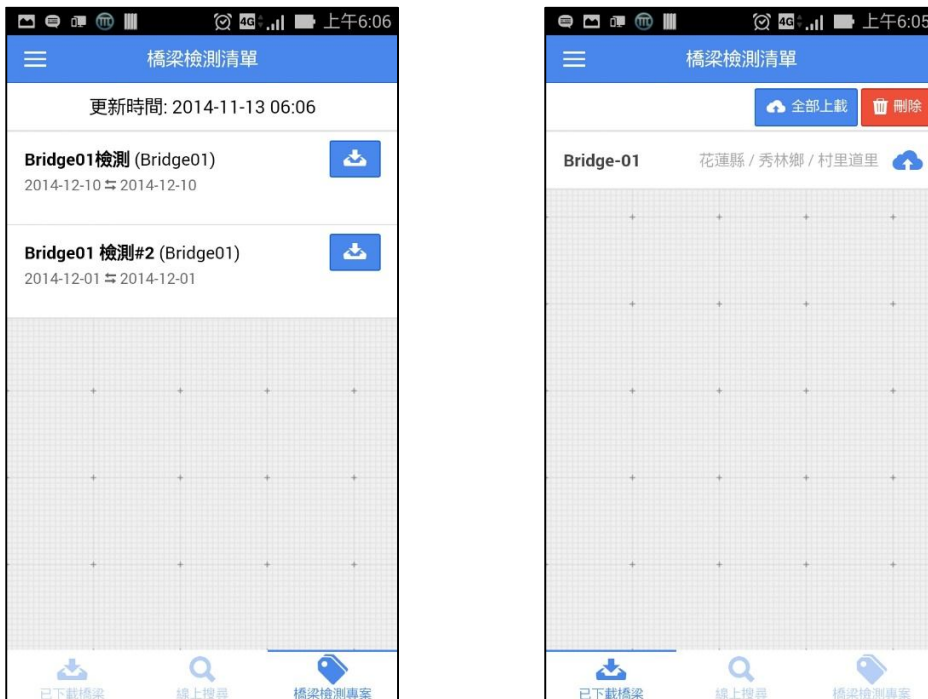 4G 上午6:06
橋梁檢測清單
更新時間: 2014-11-13 06:06
Bridge01檢測 (Bridge01)
2014-12-10 ⇆ 2014-12-10
Bridge01 檢測#2 (Bridge01)
2014-12-01 ⇆ 2014-12-01
已下載橋梁
線上搜尋
橋梁檢測專案
4G 上午6:05
橋梁檢測清單
全部上載
刪除
Bridge-01 花蓮縣 / 秀林鄉 / 村里道里
已下載橋梁
線上搜尋
橋梁檢測專案